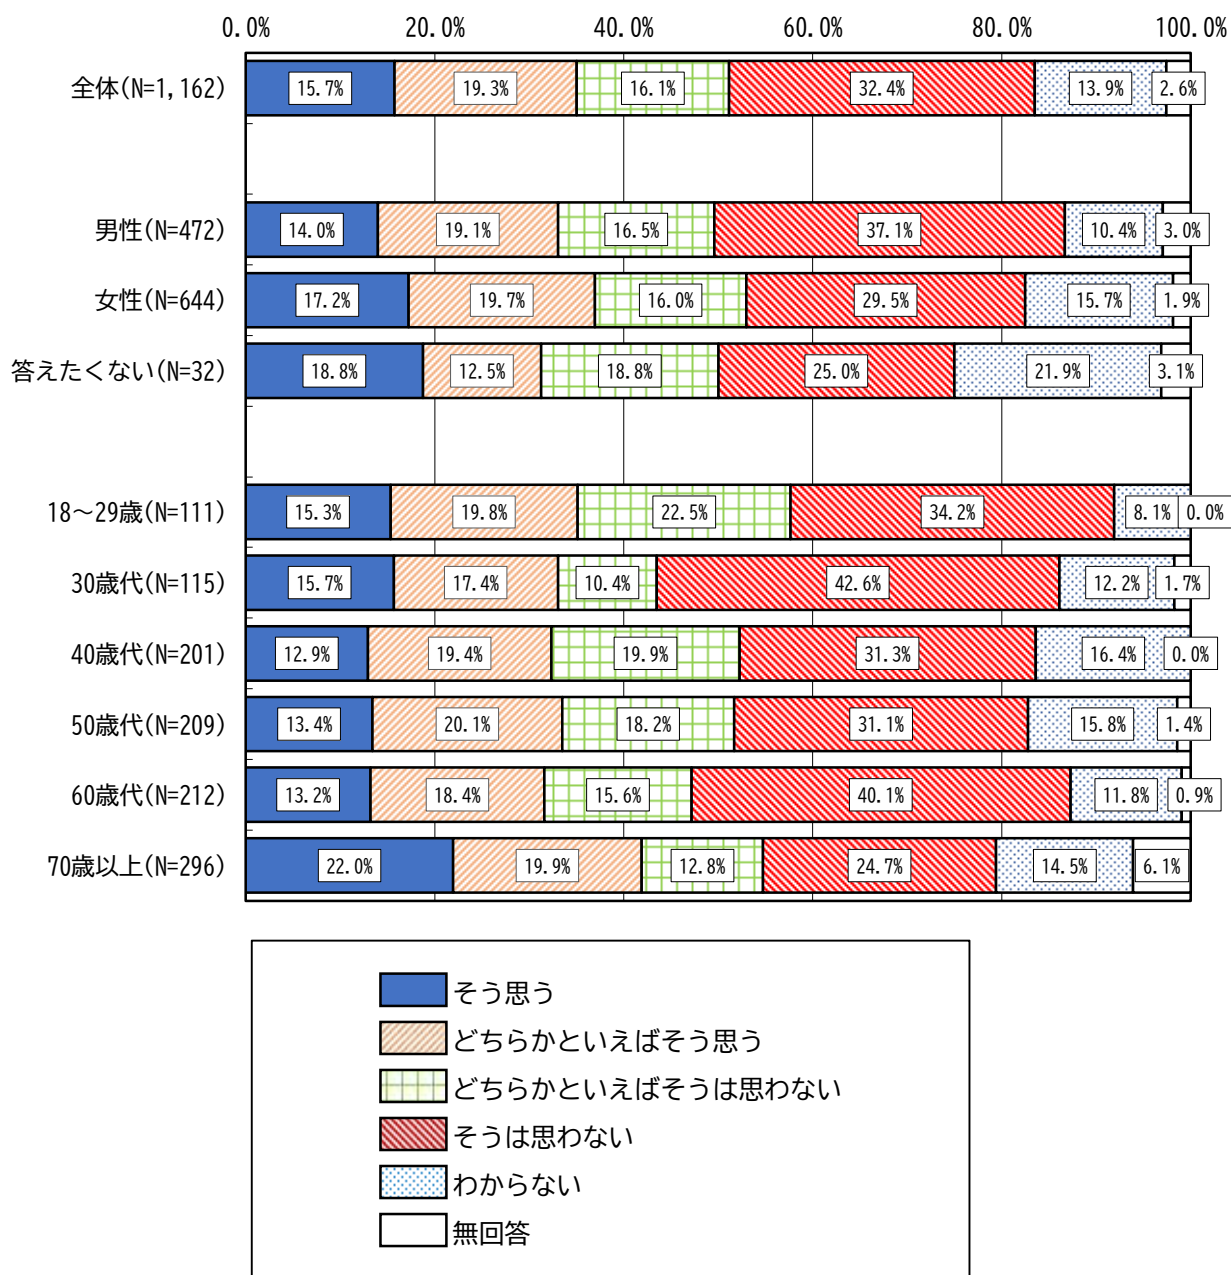 0.0% 20.0% 40.0% 60.0% 80.0% 100.0%
全体(N=1,162) 15.7% 19.3% 16.1% 32.4% 13.9% 2.6%
男性(N=472) 14.0% 19.1% 16.5% 37.1% 10.4% 3.0%
女性(N=644) 17.2% 19.7% 16.0% 29.5% 15.7% 1.9%
答えたくない(N=32) 18.8% 12.5% 18.8% 25.0% 21.9% 3.1%
18～29歳(N=111) 15.3% 19.8% 22.5% 34.2% 8.1% 0.0%
30歳代(N=115) 15.7% 17.4% 10.4% 42.6% 12.2% 1.7%
40歳代(N=201) 12.9% 19.4% 19.9% 31.3% 16.4% 0.0%
50歳代(N=209) 13.4% 20.1% 18.2% 31.1% 15.8% 1.4%
60歳代(N=212) 13.2% 18.4% 15.6% 40.1% 11.8% 0.9%
70歳以上(N=296) 22.0% 19.9% 12.8% 24.7% 14.5% 6.1%
そう思う
どちらかといえばそう思う
どちらかといえばそうは思わない
そうは思わない
わからない
無回答